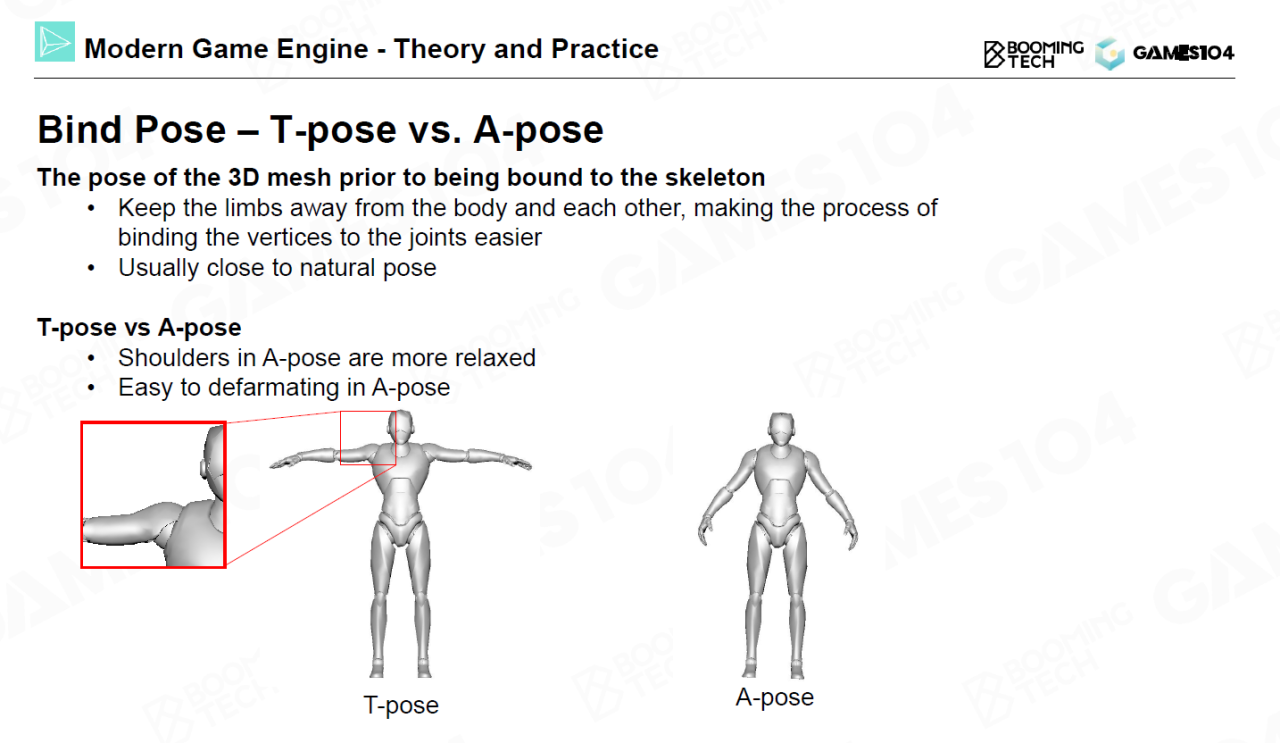 Modern Game Engine - Theory and Practice
BOOMING
TECH
GAMES104
Bind Pose – T-pose vs. A-pose
The pose of the 3D mesh prior to being bound to the skeleton
• Keep the limbs away from the body and each other, making the process of
binding the vertices to the joints easier
• Usually close to natural pose
T-pose vs A-pose
• Shoulders in A-pose are more relaxed
• Easy to defarmating in A-pose
T-pose
A-pose